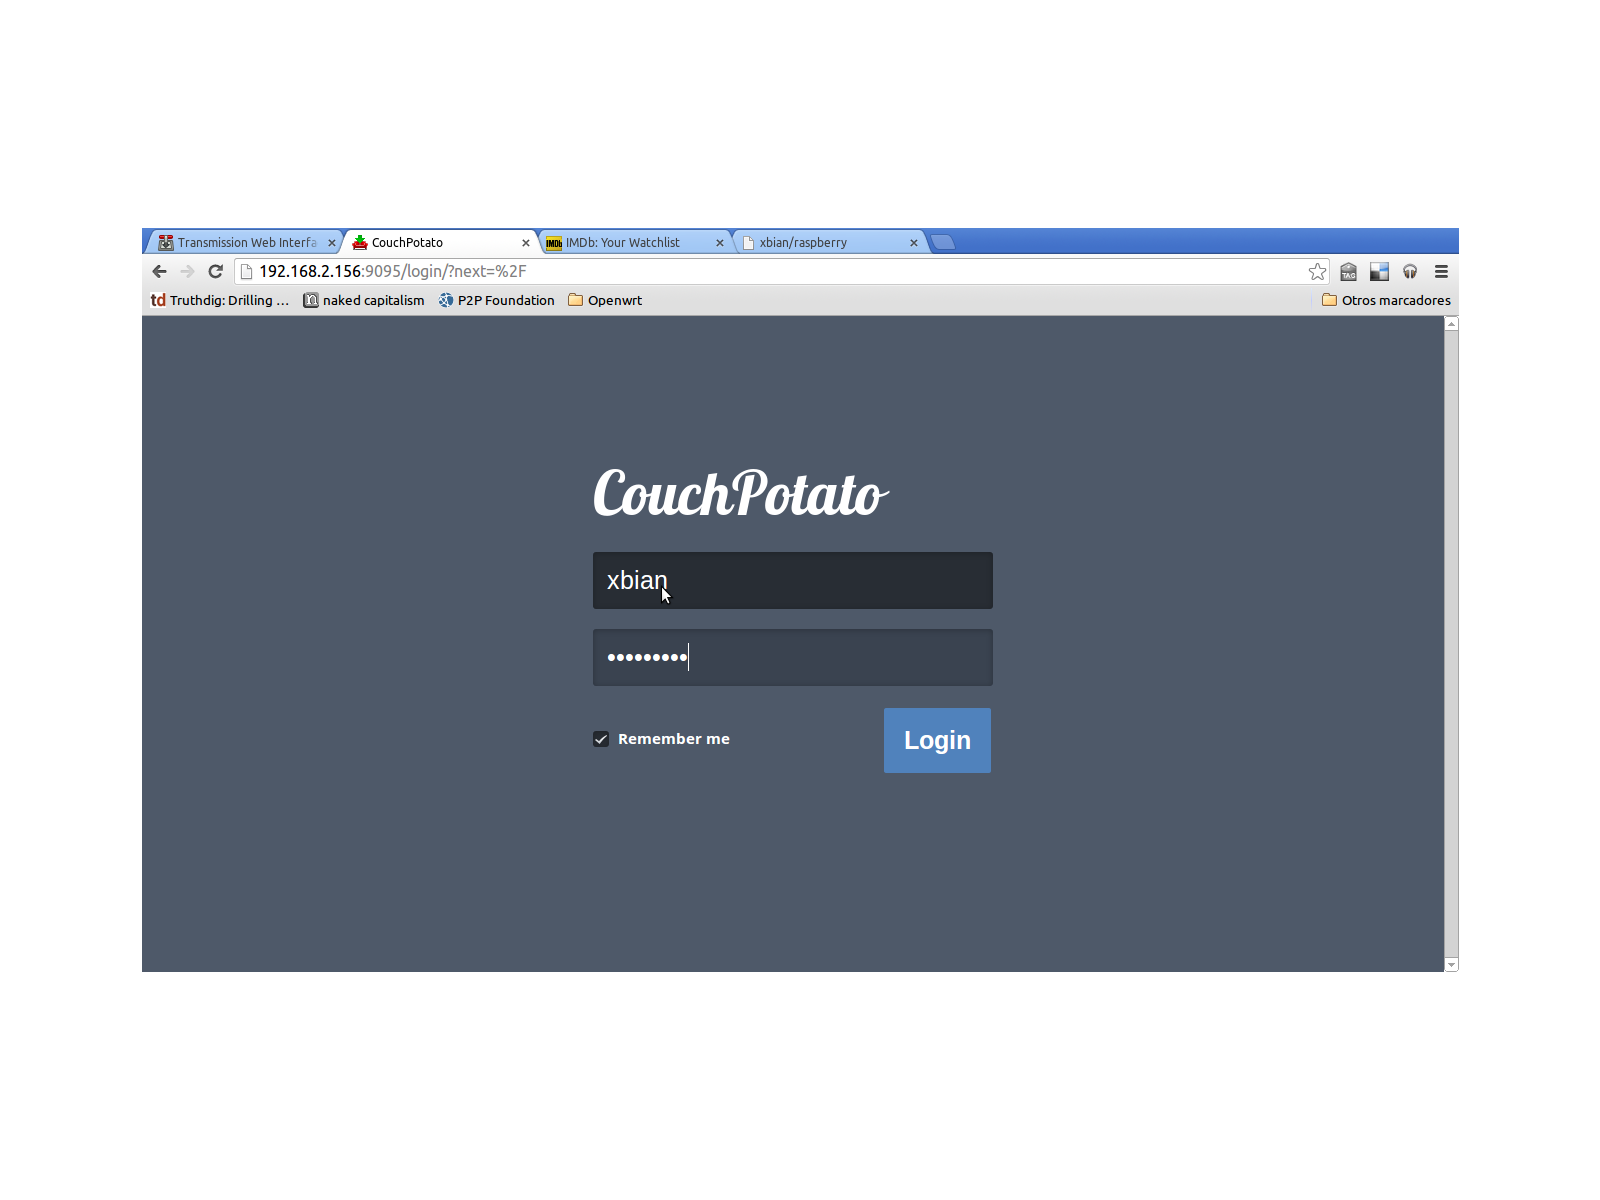 Transmission Web Interfa
CouchPotato
IMDb: Your Watchlist
xbian/raspberry
192.168.2.156:9095/login/?next=%2F
TAG
td Truthdig: Drilling ...
n naked capitalism
P2P Foundation
Openwrt
Otros marcadores
CouchPotato
xbian
•••••••••
Remember me
Login